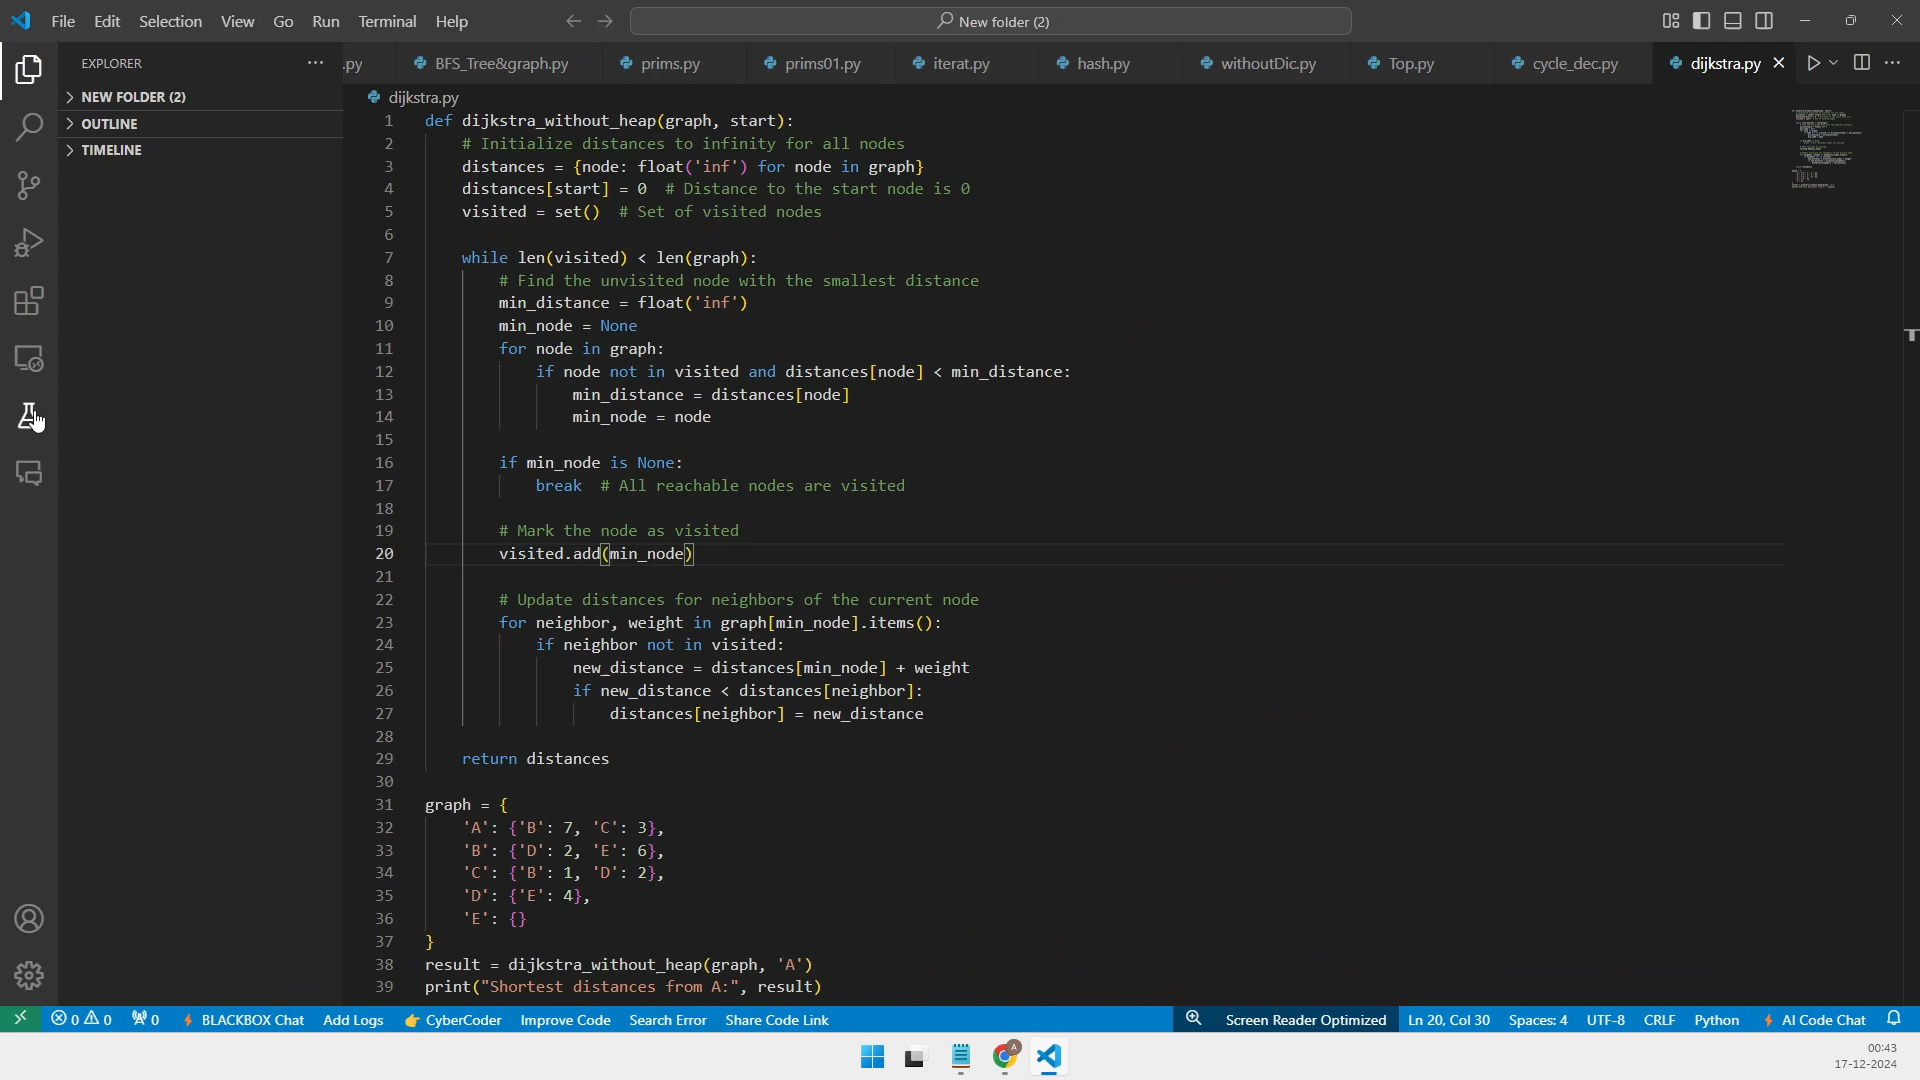 File Edit Selection View Go Run Terminal Help
New folder (2)
EXPLORER
NEW FOLDER (2)
OUTLINE
TIMELINE
.py BFS_Tree&graph.py prims.py prims01.py iterat.py hash.py withoutDic.py Top.py cycle_dec.py dijkstra.py
dijkstra.py
1 def dijkstra_without_heap(graph, start):
2 # Initialize distances to infinity for all nodes
3 distances = {node: float('inf') for node in graph}
4 distances[start] = 0 # Distance to the start node is 0
5 visited = set() # Set of visited nodes
6
7 while len(visited) < len(graph):
8 # Find the unvisited node with the smallest distance
9 min_distance = float('inf')
10 min_node = None
11 for node in graph:
12 if node not in visited and distances[node] < min_distance:
13 min_distance = distances[node]
14 min_node = node
15
16 if min_node is None:
17 break # All reachable nodes are visited
18
19 # Mark the node as visited
20 visited.add(min_node)
21
22 # Update distances for neighbors of the current node
23 for neighbor, weight in graph[min_node].items():
24 if neighbor not in visited:
25 new_distance = distances[min_node] + weight
26 if new_distance < distances[neighbor]:
27 distances[neighbor] = new_distance
28
29 return distances
30
31 graph = {
32 'A': {'B': 7, 'C': 3},
33 'B': {'D': 2, 'E': 6},
34 'C': {'B': 1, 'D': 2},
35 'D': {'E': 4},
36 'E': {}
37 }
38 result = dijkstra_without_heap(graph, 'A')
39 print("Shortest distances from A:", result)
0 0 0 BLACKBOX Chat Add Logs CyberCoder Improve Code Search Error Share Code Link Screen Reader Optimized Ln 20, Col 30 Spaces: 4 UTF-8 CRLF Python AI Code Chat
A
00:43
17-12-2024